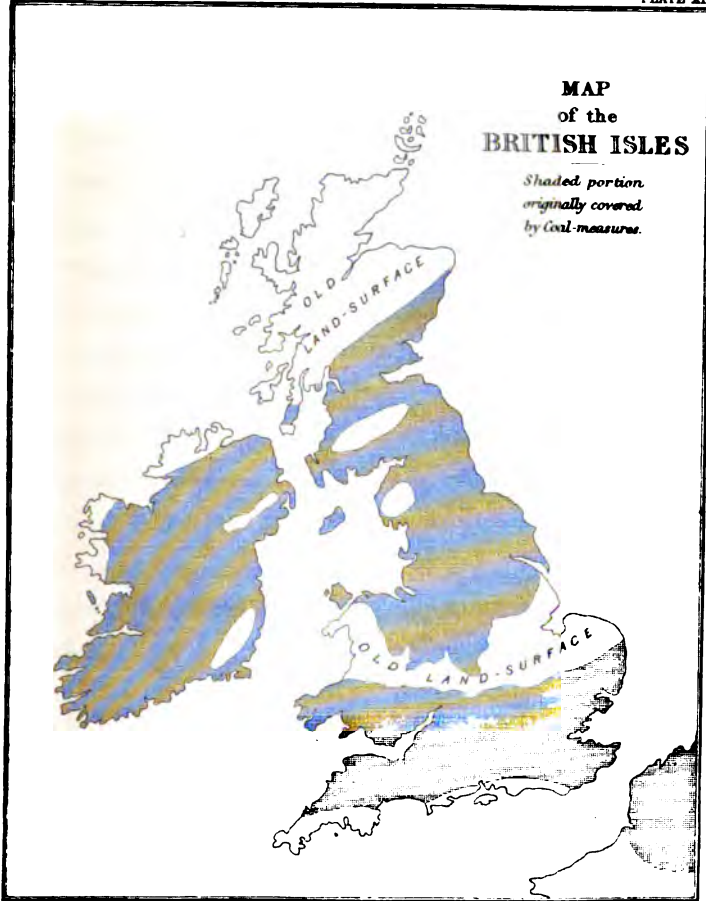 MAP
of the
BRITISH ISLES
Shaded portion
originally covered
by Coal-measures.
OLD
LAND-SURFACE
OLD LAND-SURFACE